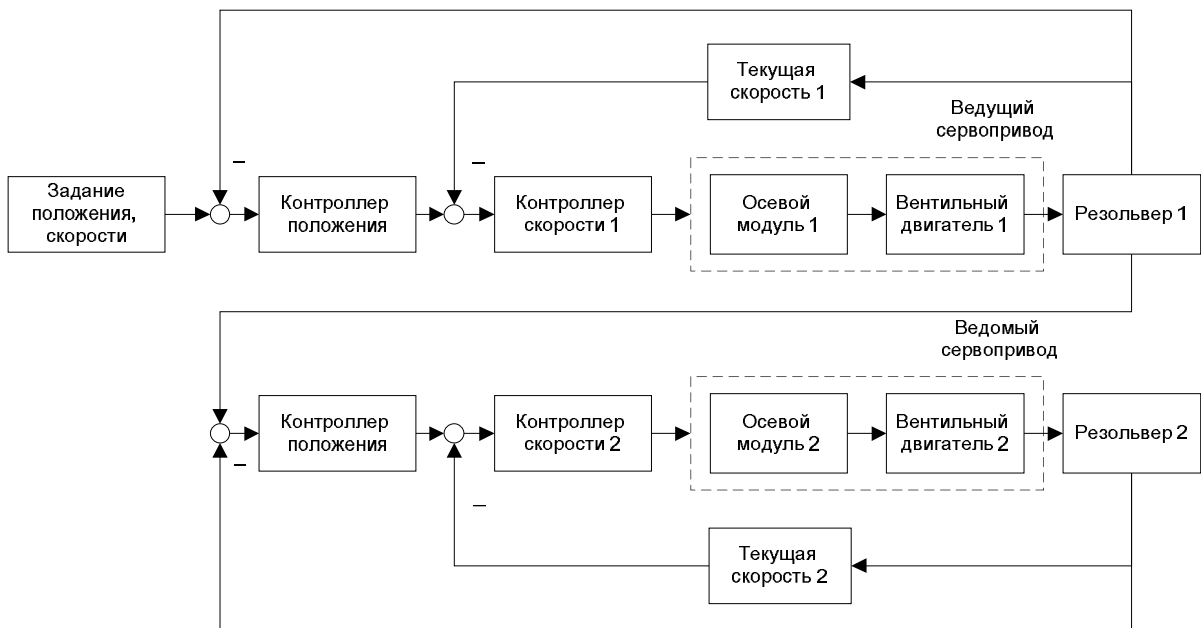 Текущая
скорость 1
Ведущий
сервопривод
–
–
Задание
положения,
скорости
Контроллер
положения
Контроллер
скорости 1
Осевой
модуль 1
Вентильный
двигатель 1
Резольвер 1
Ведомый
сервопривод
Контроллер
положения
Контроллер
скорости 2
Осевой
модуль 2
Вентильный
двигатель 2
Резольвер 2
–
–
Текущая
скорость 2